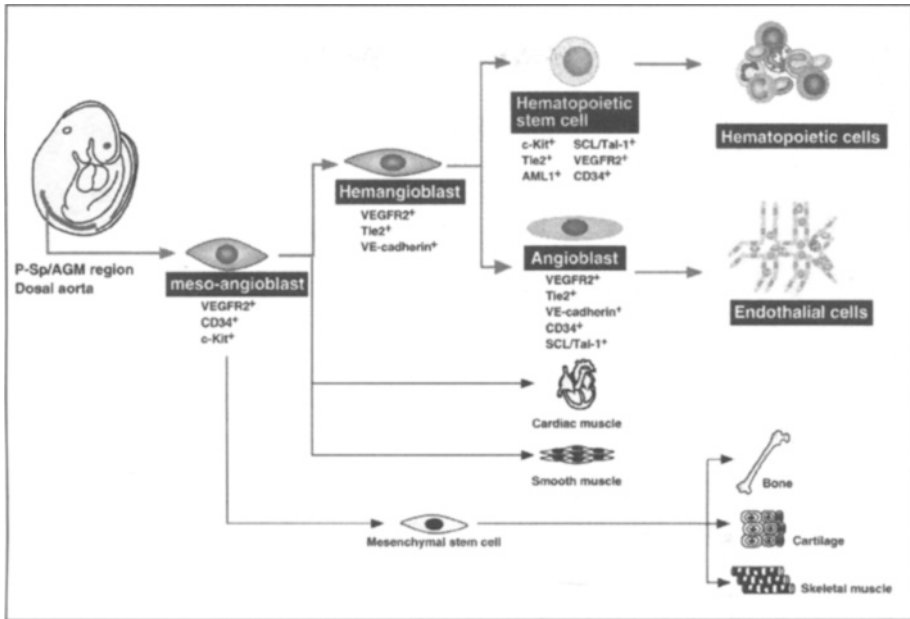 P-Sp/AGM region
Dosal aorta
meso-angioblast
VEGFR2+
CD34+
c-Kit+
Hemangioblast
VEGFR2+
Tie2+
VE-cadherin+
Hematopoietic
stem cell
c-Kit+ SCL/Tal-1+
Tie2+ VEGFR2+
AML1+ CD34+
Hematopoietic cells
Angioblast
VEGFR2+
Tie2+
VE-cadherin+
CD34+
SCL/Tal-1+
Endothalial cells
Cardiac muscle
Smooth muscle
Mesenchymal stem cell
Bone
Cartilage
Skeletal muscle